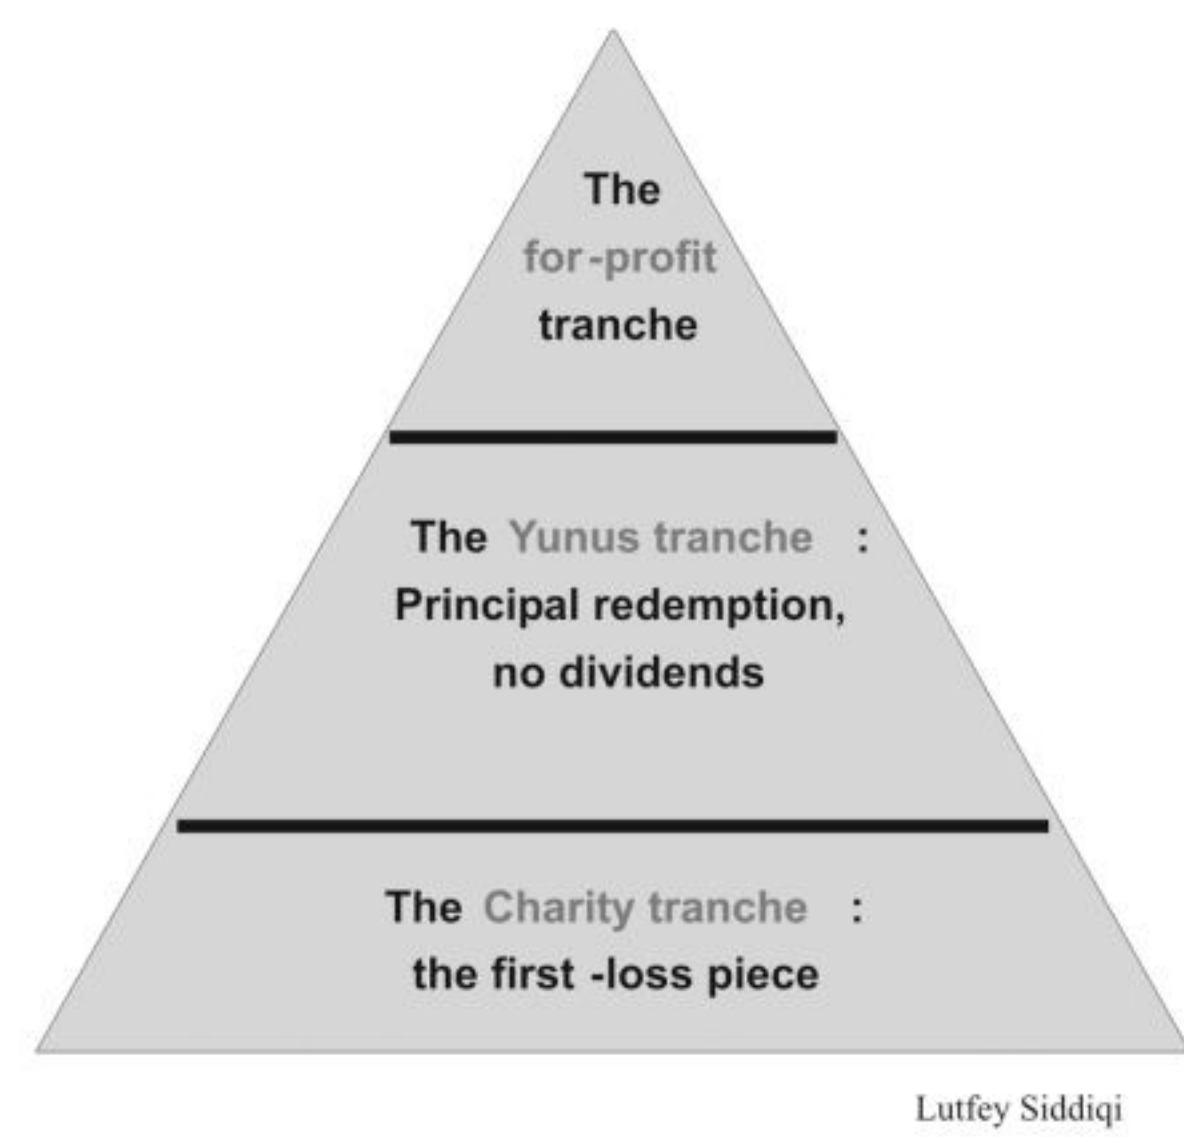 The
for-profit
tranche
The Yunus tranche :
Principal redemption,
no dividends
The Charity tranche :
the first -loss piece
Lutfey Siddiqi